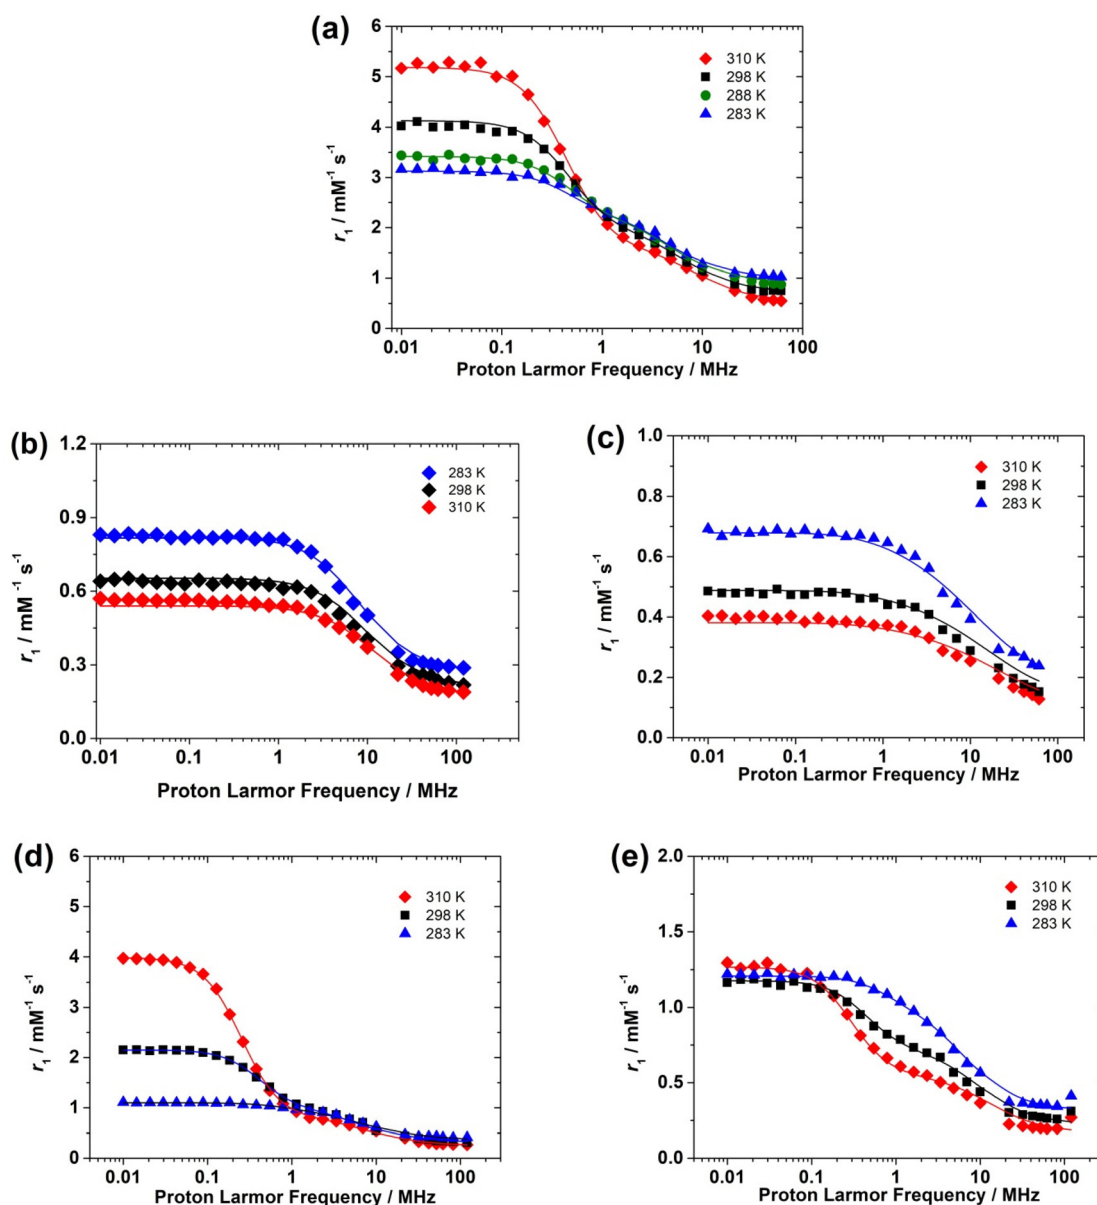 (a)
6
5
4
3
2
1
0
r₁ / mM⁻¹ s⁻¹
310 K
298 K
288 K
283 K
0.01 0.1 1 10 100
Proton Larmor Frequency / MHz
(b)
1.2
0.9
0.6
0.3
0.0
r₁ / mM⁻¹ s⁻¹
283 K
298 K
310 K
0.01 0.1 1 10 100
Proton Larmor Frequency / MHz
(c)
1.0
0.8
0.6
0.4
0.2
0.0
r₁ / mM⁻¹ s⁻¹
310 K
298 K
283 K
0.01 0.1 1 10 100
Proton Larmor Frequency / MHz
(d)
6
5
4
3
2
1
0
r₁ / mM⁻¹ s⁻¹
310 K
298 K
283 K
0.01 0.1 1 10 100
Proton Larmor Frequency / MHz
(e)
2.0
1.5
1.0
0.5
0.0
r₁ / mM⁻¹ s⁻¹
310 K
298 K
283 K
0.01 0.1 1 10 100
Proton Larmor Frequency / MHz